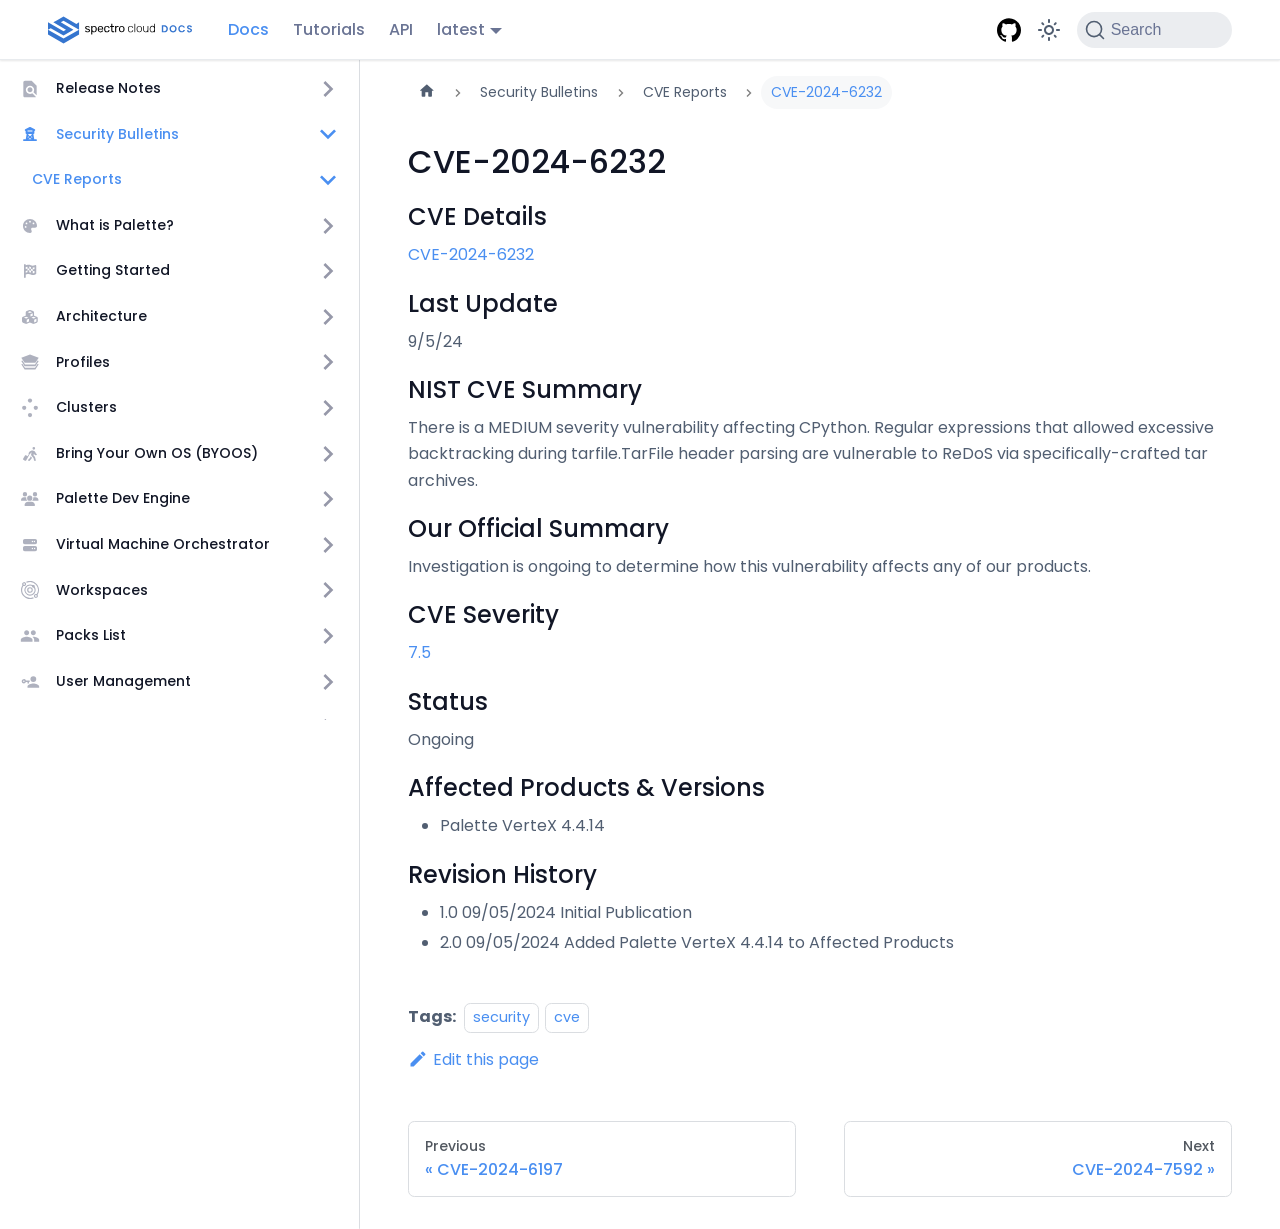 spectro cloud DOCS Docs Tutorials API latest Search
Release Notes
Security Bulletins
CVE Reports
What is Palette?
Getting Started
Architecture
Profiles
Clusters
Bring Your Own OS (BYOOS)
Palette Dev Engine
Virtual Machine Orchestrator
Workspaces
Packs List
User Management
Security Bulletins CVE Reports CVE-2024-6232
CVE-2024-6232
CVE Details
CVE-2024-6232
Last Update
9/5/24
NIST CVE Summary
There is a MEDIUM severity vulnerability affecting CPython. Regular expressions that allowed excessive
backtracking during tarfile.TarFile header parsing are vulnerable to ReDoS via specifically-crafted tar
archives.
Our Official Summary
Investigation is ongoing to determine how this vulnerability affects any of our products.
CVE Severity
7.5
Status
Ongoing
Affected Products & Versions
Palette VerteX 4.4.14
Revision History
1.0 09/05/2024 Initial Publication
2.0 09/05/2024 Added Palette VerteX 4.4.14 to Affected Products
Tags: security cve
Edit this page
Previous
« CVE-2024-6197
Next
CVE-2024-7592 »